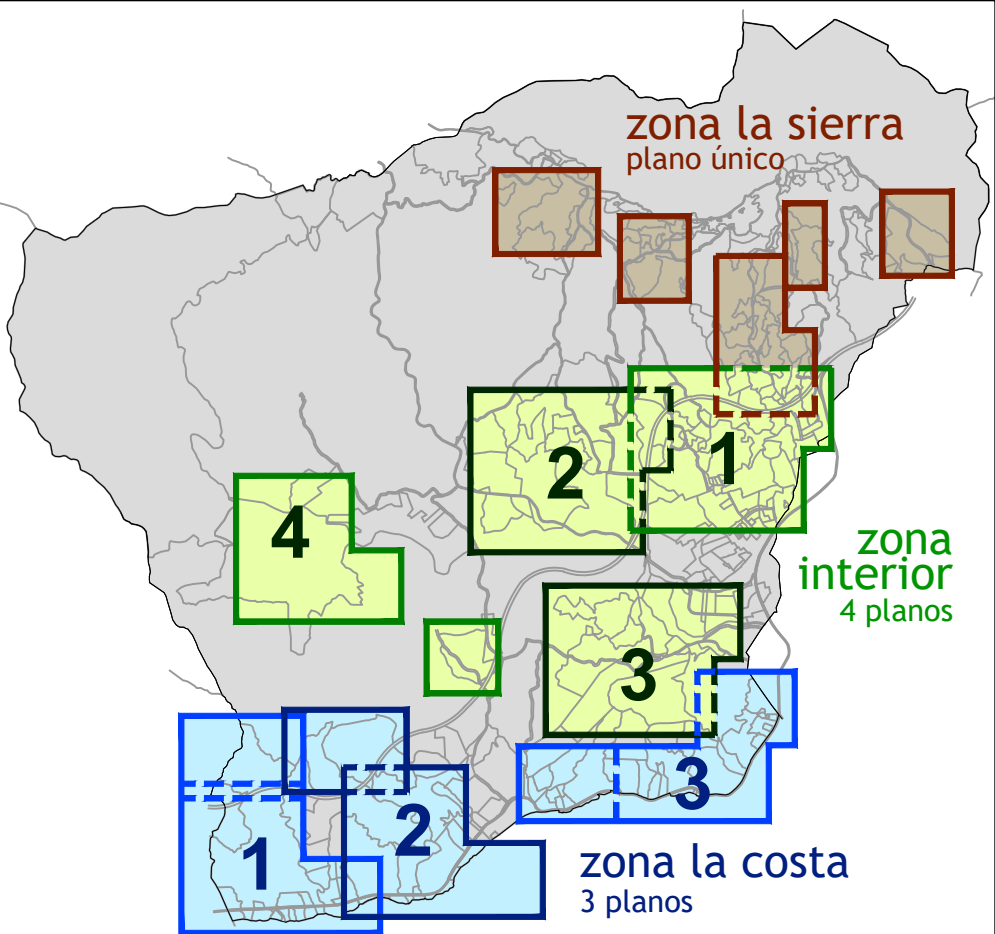 zona la sierra
plano único
1
2
4
zona
interior
4 planos
3
3
2
1
zona la costa
3 planos